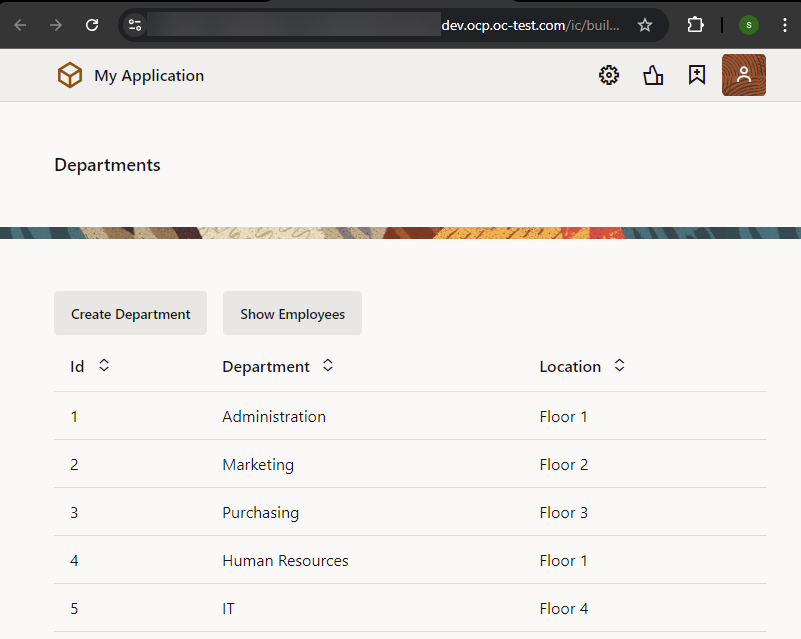 dev.ocp.oc-test.com/ic/buil...
S
My Application
Departments
Create Department Show Employees
Id Department Location
1 Administration Floor 1
2 Marketing Floor 2
3 Purchasing Floor 3
4 Human Resources Floor 1
5 IT Floor 4